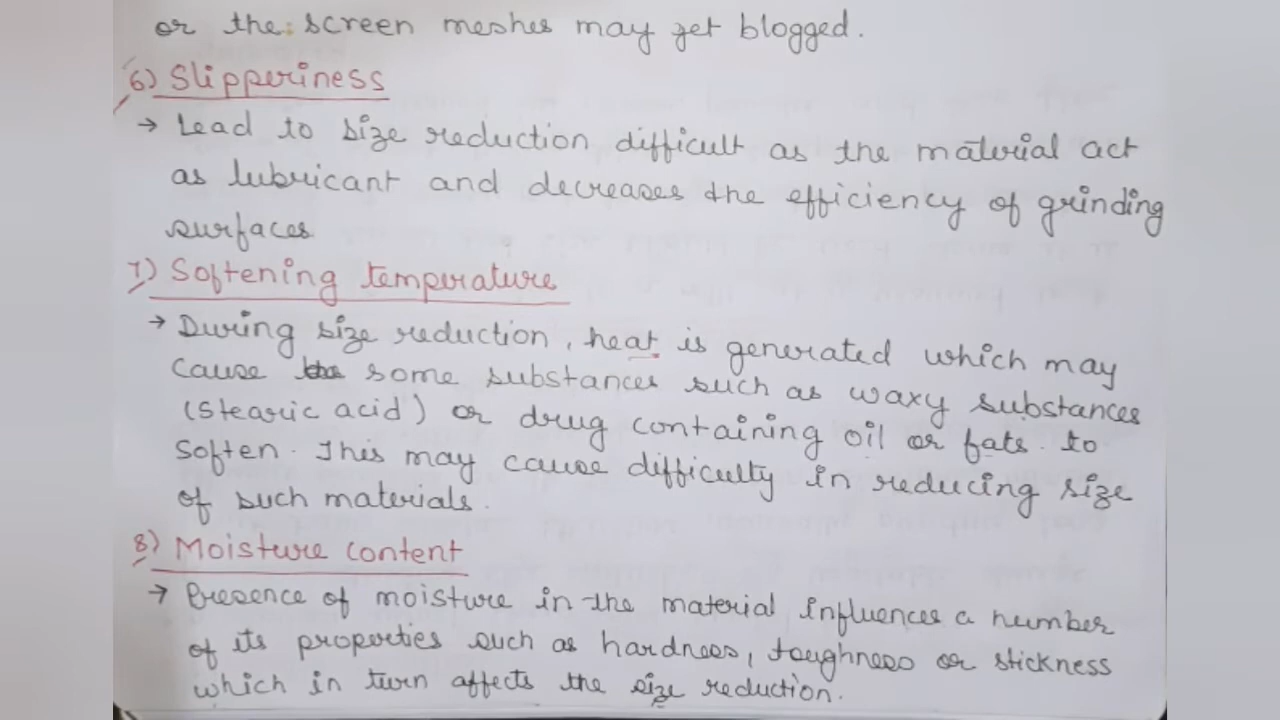 or the screen meshes may get blogged.
6) Slipperiness
→ Lead to size reduction difficult as the material act
as lubricant and decreases the efficiency of grinding
surfaces
7) Softening temperature
→ During size reduction, heat is generated which may
cause some substances such as waxy substances
(Stearic acid) or drug containing oil or fats to
soften. This may cause difficulty in reducing size
of such materials.
8) Moisture content
→ Presence of moisture in the material influences a number
of its properties such as hardness, toughness or stickness
which in turn affects the size reduction.